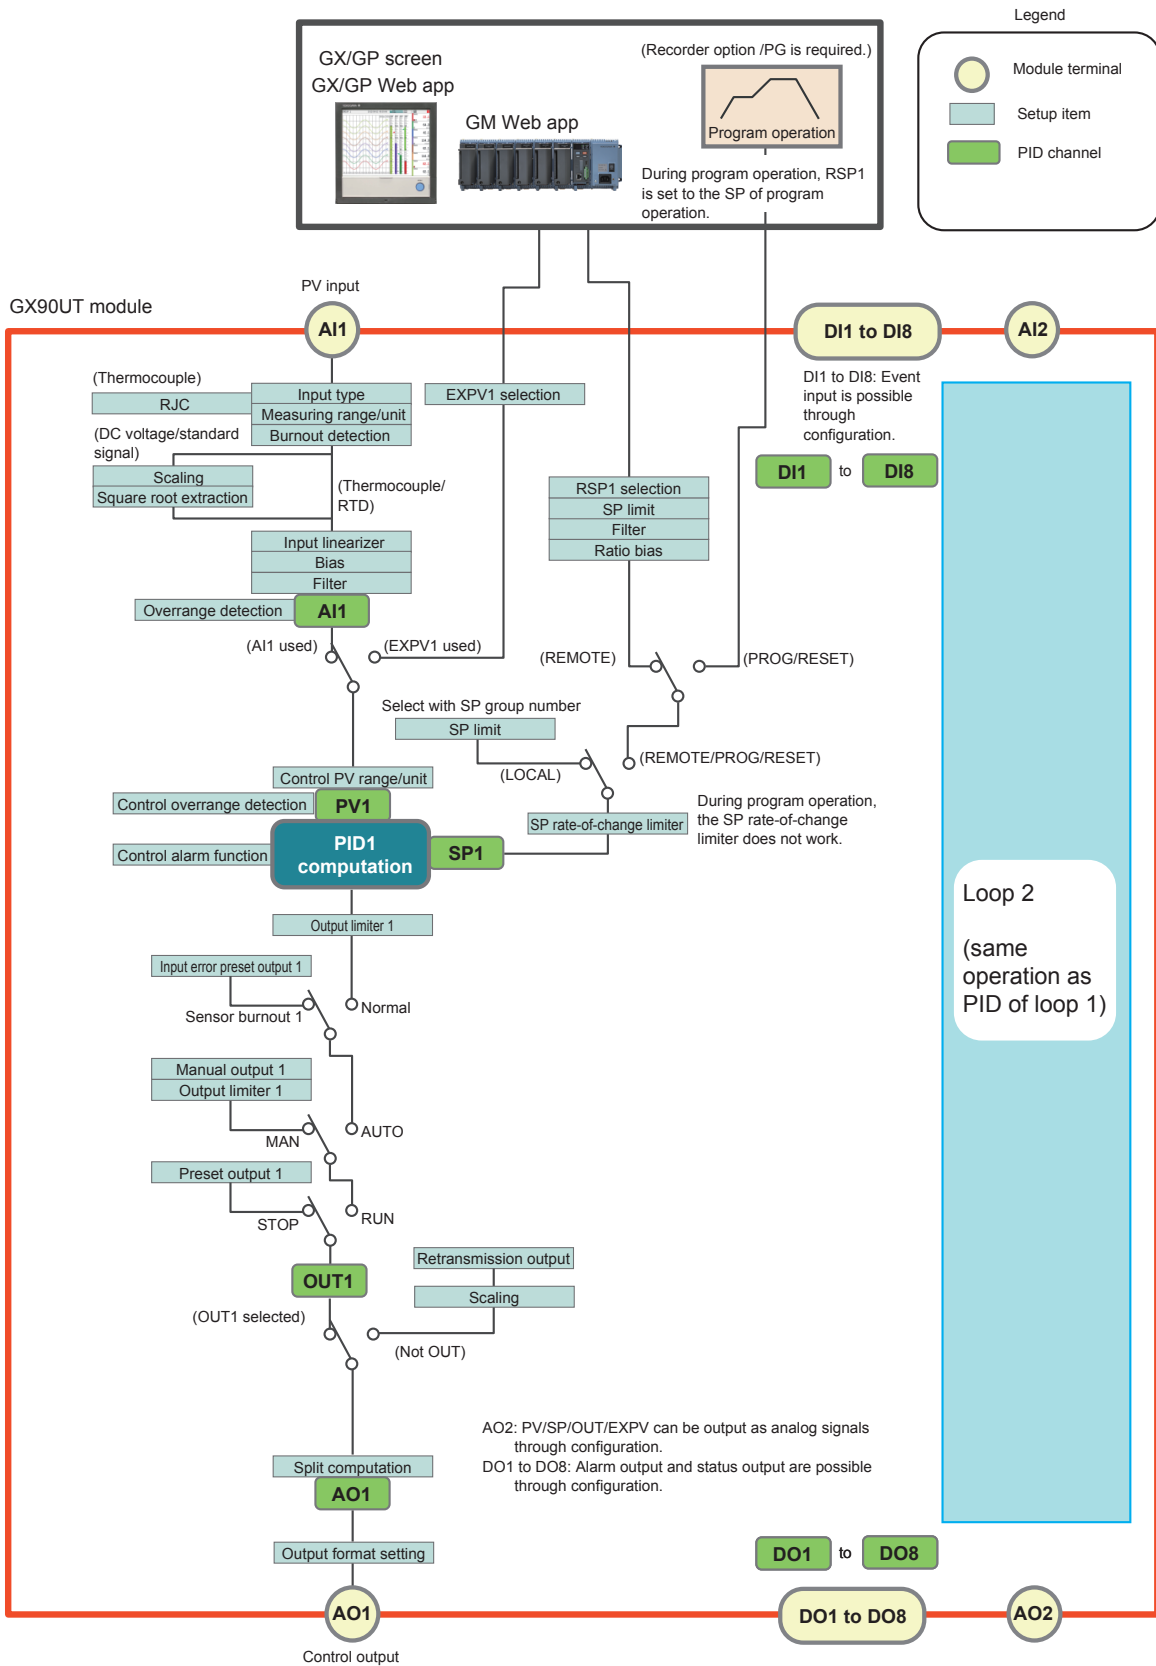 Legend
Module terminal
Setup item
PID channel
GX/GP screen
GX/GP Web app
GM Web app
(Recorder option /PG is required.)
Program operation
During program operation, RSP1
is set to the SP of program
operation.
PV input
GX90UT module
AI1
DI1 to DI8
AI2
(Thermocouple)
RJC
Input type
Measuring range/unit
Burnout detection
EXPV1 selection
DI1 to DI8: Event
input is possible
through
configuration.
DI1
to
DI8
(DC voltage/standard
signal)
Scaling
Square root extraction
(Thermocouple/
RTD)
RSP1 selection
SP limit
Filter
Ratio bias
Input linearizer
Bias
Filter
Overrange detection
AI1
(AI1 used)
(EXPV1 used)
(REMOTE)
(PROG/RESET)
Select with SP group number
SP limit
(LOCAL)
(REMOTE/PROG/RESET)
Control PV range/unit
Control overrange detection
PV1
SP rate-of-change limiter
During program operation,
the SP rate-of-change
limiter does not work.
Control alarm function
PID1
computation
SP1
Loop 2
(same
operation as
PID of loop 1)
Output limiter 1
Input error preset output 1
Sensor burnout 1
Normal
Manual output 1
Output limiter 1
MAN
AUTO
Preset output 1
STOP
RUN
OUT1
Retransmission output
Scaling
(OUT1 selected)
(Not OUT)
AO2: PV/SP/OUT/EXPV can be output as analog signals
through configuration.
DO1 to DO8: Alarm output and status output are possible
through configuration.
Split computation
AO1
Output format setting
DO1
to
DO8
AO1
DO1 to DO8
AO2
Control output